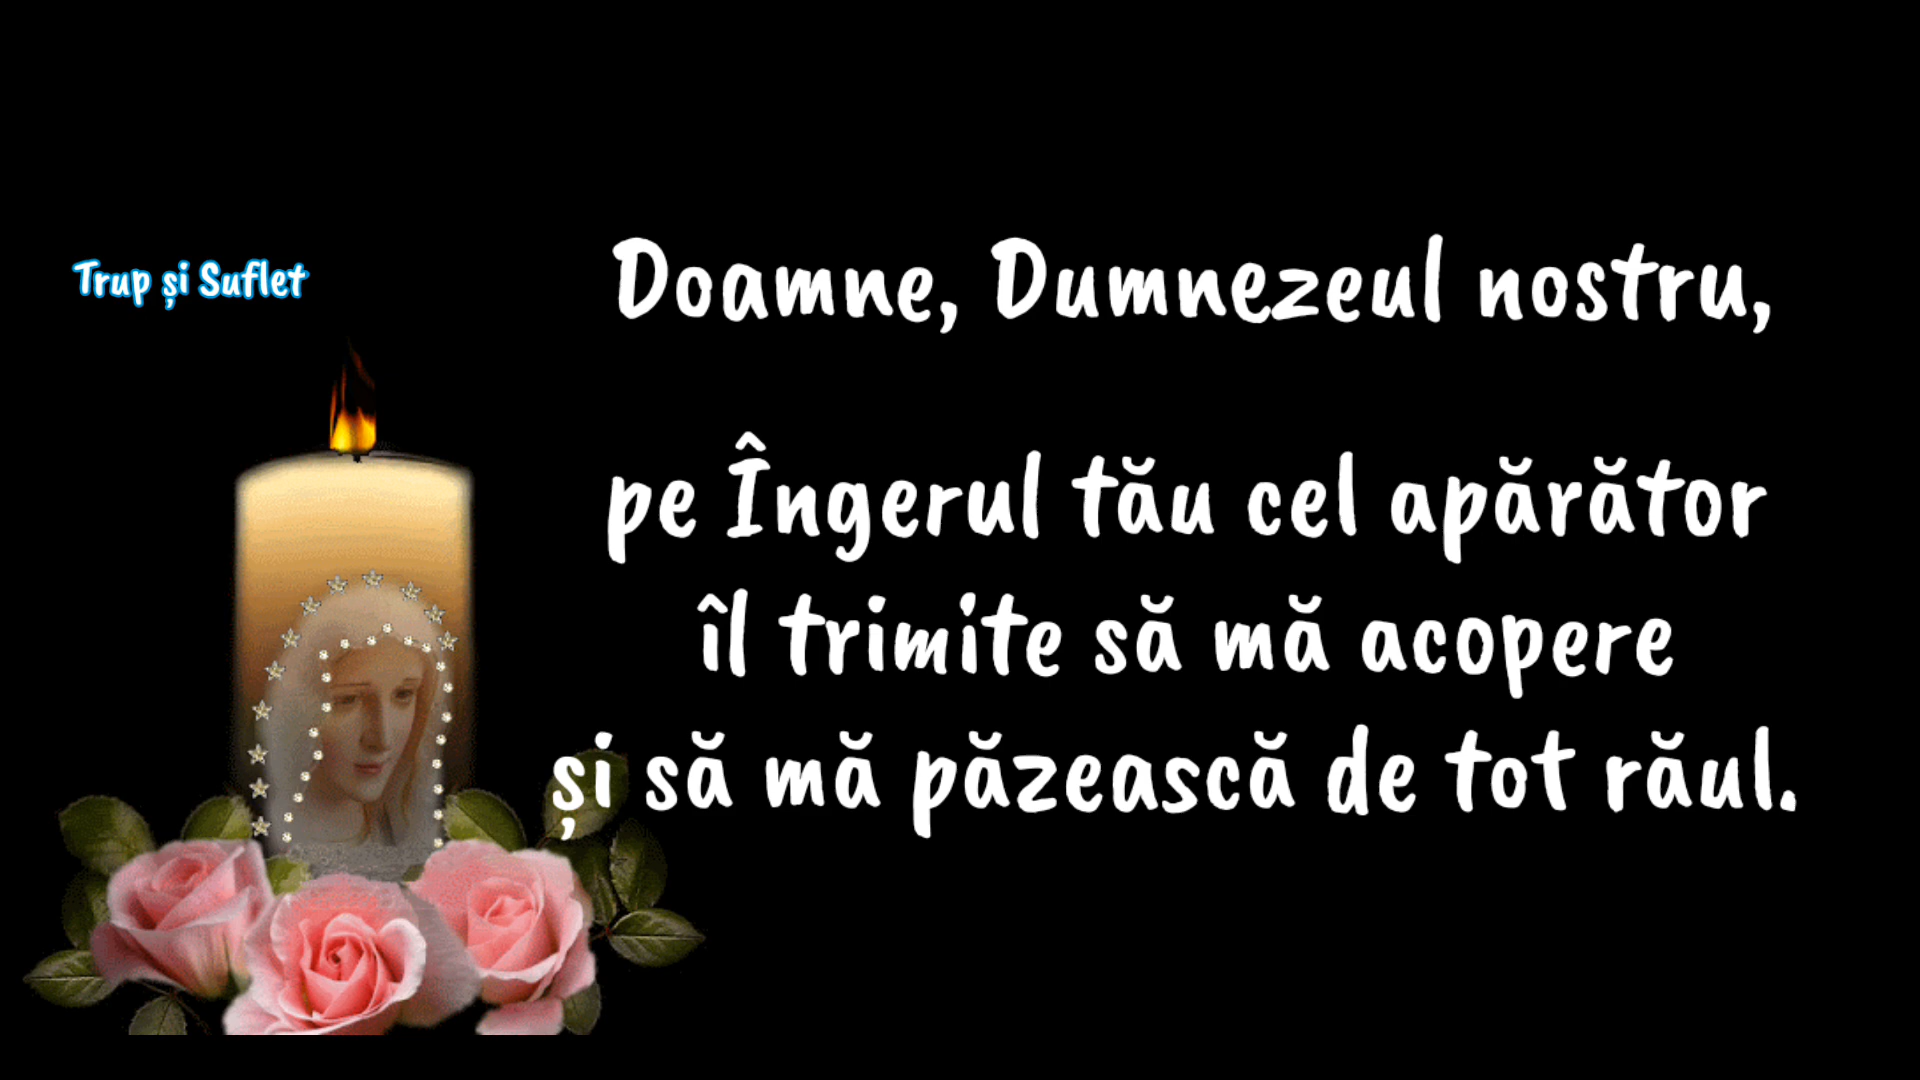 Trup și Suflet
Doamne, Dumnezeul nostru,
pe Îngerul tău cel apărător
îl trimite să mă acopere
și să mă păzească de tot răul.